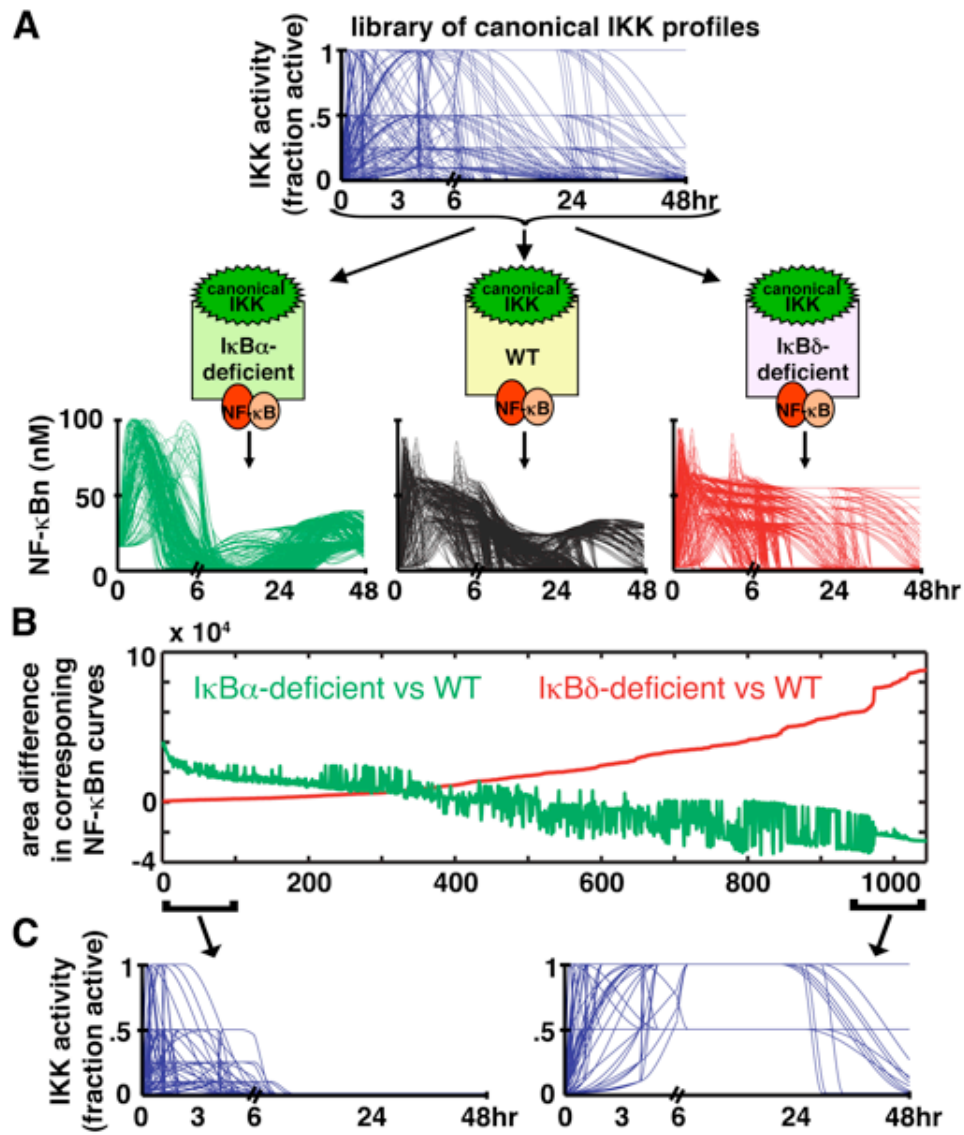 A
library of canonical IKK profiles
IKK activity
(fraction active)
1
.5
0
0 3 6 24 48hr
canonical IKK
IκBα-deficient
NF-κB
canonical IKK
WT
NF-κB
canonical IKK
IκBδ-deficient
NF-κB
NF-κBn (nM)
100
50
0
0 6 24 48
0 6 24 48
0 6 24 48hr
B
x 10⁴
area difference
in corresponing
NF-κBn curves
10
0
-4
IκBα-deficient vs WT
IκBδ-deficient vs WT
0 200 400 600 800 1000
C
IKK activity
(fraction active)
1
.5
0
0 3 6 24 48hr
1
.5
0
0 3 6 24 48hr